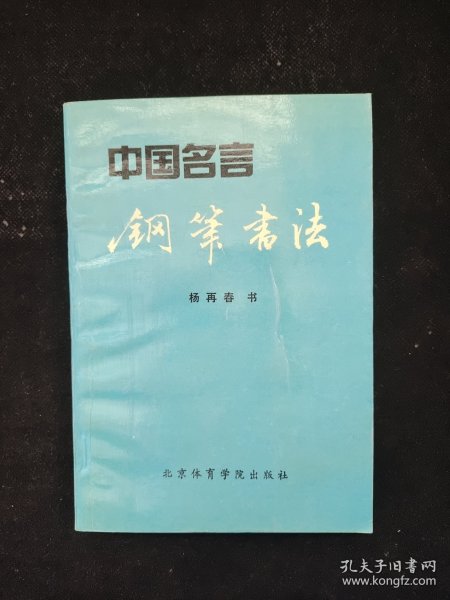 中国名言
钢笔书法
杨再春 书
北京体育学院出版社
孔夫子旧书网
www.kongfz.com